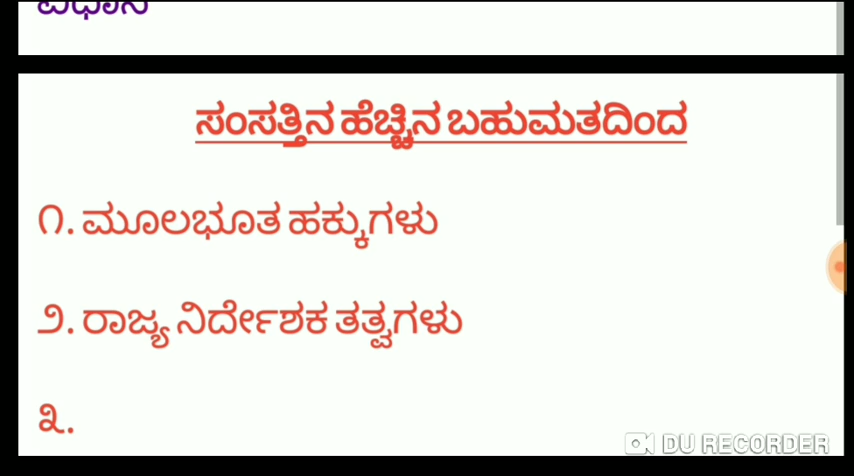 ವಿಧಾನ
ಸಂಸತ್ತಿನ ಹೆಚ್ಚಿನ ಬಹುಮತದಿಂದ
೧. ಮೂಲಭೂತ ಹಕ್ಕುಗಳು
೨. ರಾಜ್ಯ ನಿರ್ದೇಶಕ ತತ್ವಗಳು
೩.
DU RECORDER